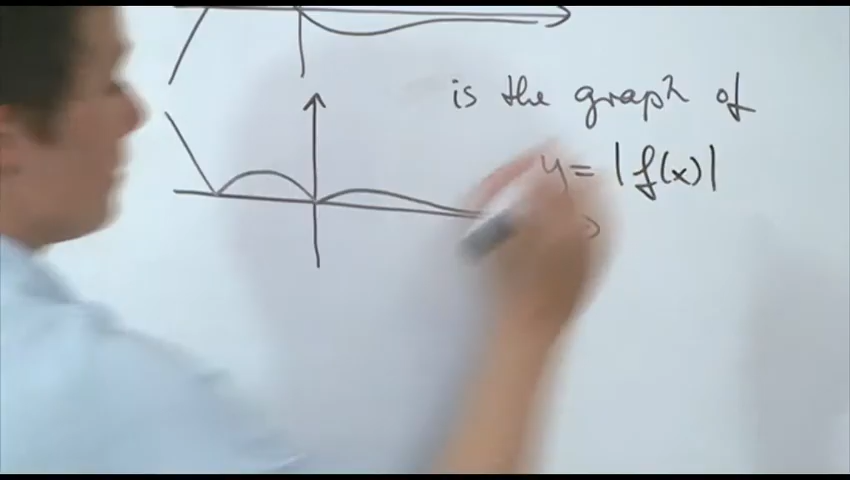 is the graph of
y = |f(x)|